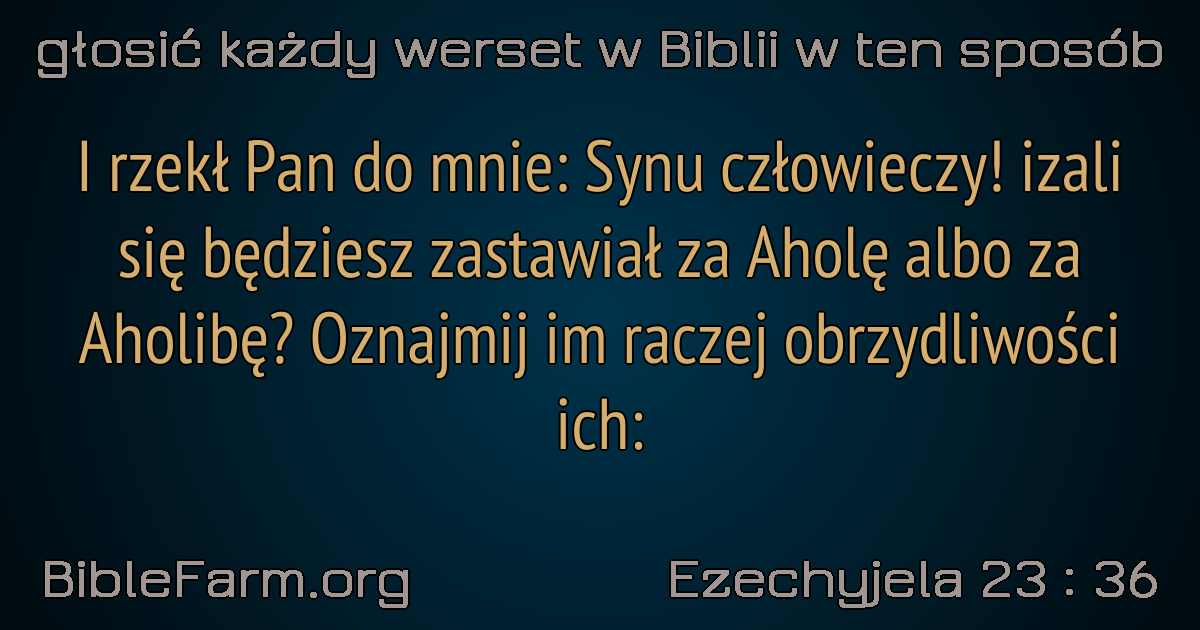 głosić każdy werset w Biblii w ten sposób
I rzekł Pan do mnie: Synu człowieczy! izali
się będziesz zastawiał za Aholę albo za
Aholibę? Oznajmij im raczej obrzydliwości
ich:
BibleFarm.org
Ezechyjela 23 : 36